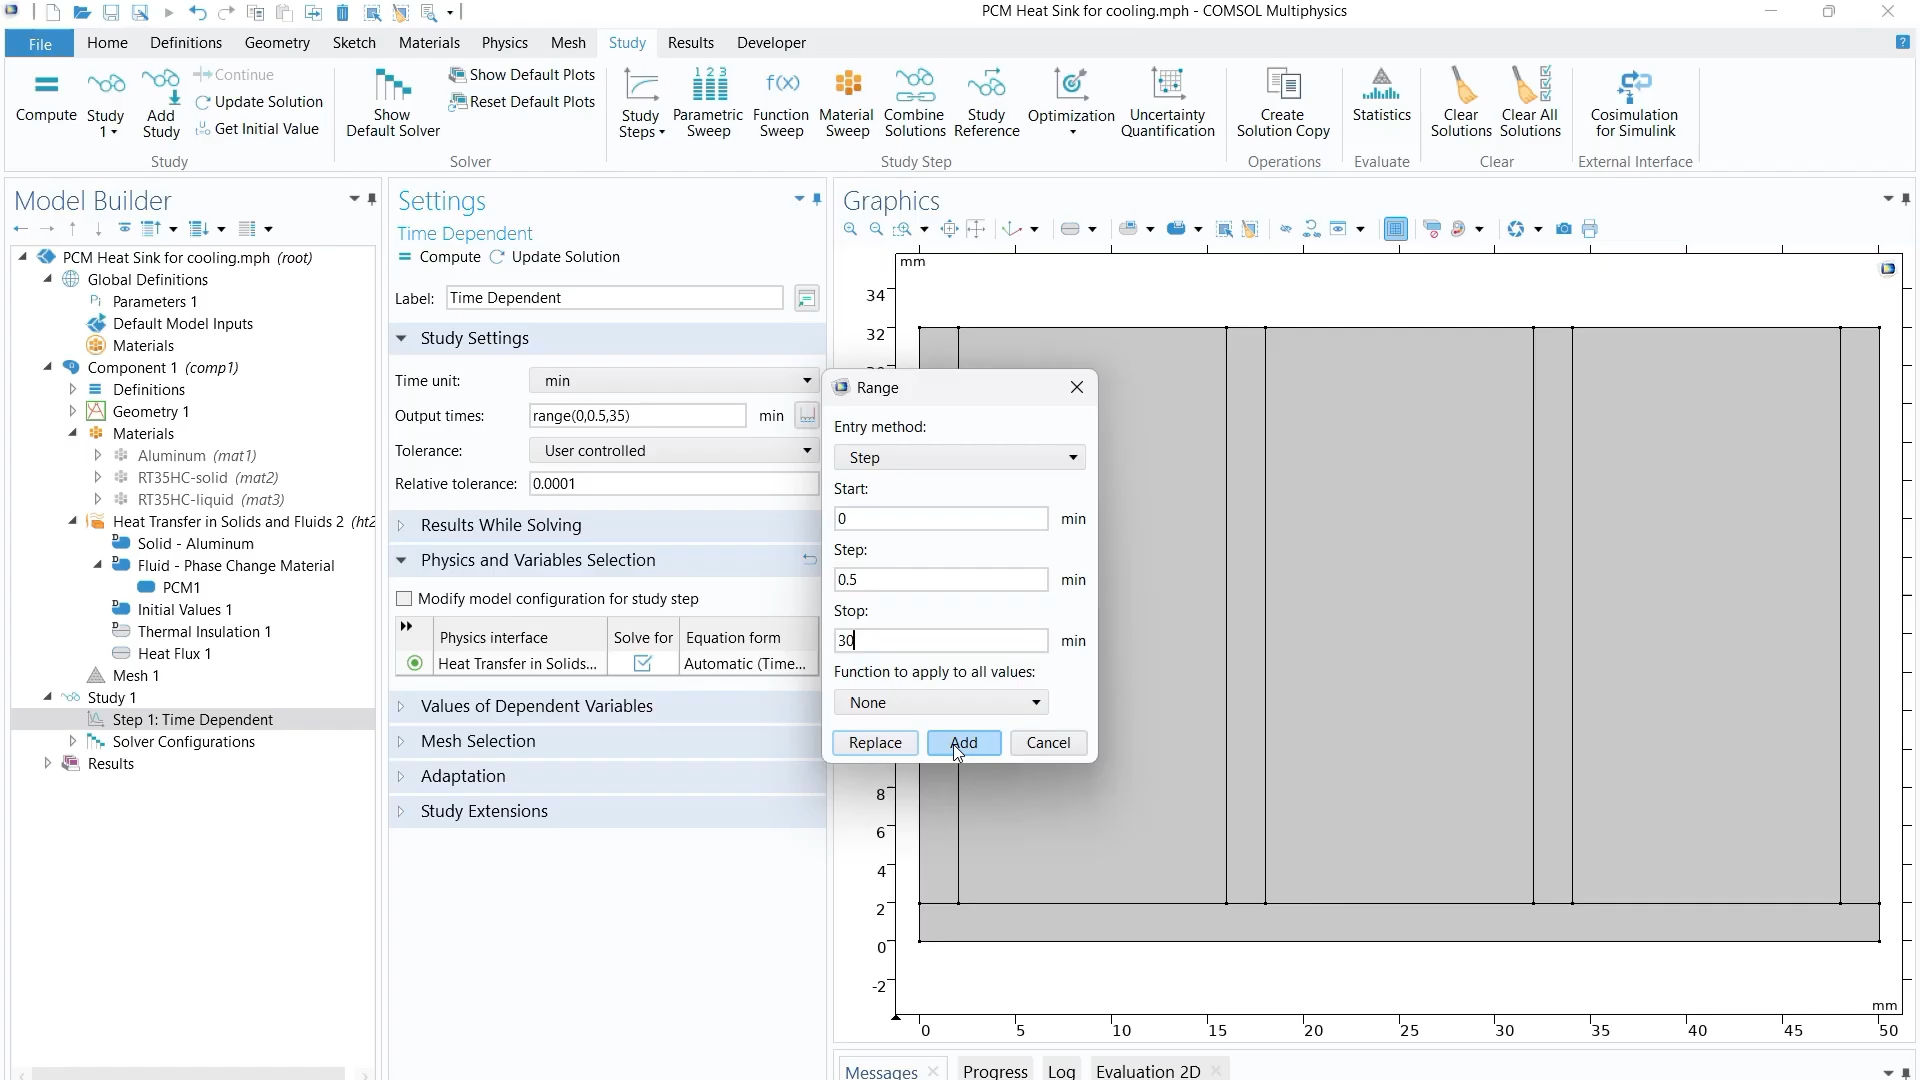 PCM Heat Sink for cooling.mph - COMSOL Multiphysics
File Home Definitions Geometry Sketch Materials Physics Mesh Study Results Developer
Compute
Study 1
Add Study
Continue
Update Solution
Get Initial Value
Study
Show Default Solver
Show Default Plots
Reset Default Plots
Solver
Study Steps
Parametric Sweep
Function Sweep
Material Sweep
Combine Solutions
Study Reference
Optimization
Uncertainty Quantification
Study Step
Create Solution Copy
Operations
Statistics
Evaluate
Clear Solutions
Clear All Solutions
Clear
Cosimulation for Simulink
External Interface
Model Builder
PCM Heat Sink for cooling.mph (root)
Global Definitions
Pi Parameters 1
Default Model Inputs
Materials
Component 1 (comp1)
Definitions
Geometry 1
Materials
Aluminum (mat1)
RT35HC-solid (mat2)
RT35HC-liquid (mat3)
Heat Transfer in Solids and Fluids 2 (ht2
Solid - Aluminum
Fluid - Phase Change Material
PCM1
Initial Values 1
Thermal Insulation 1
Heat Flux 1
Mesh 1
Study 1
Step 1: Time Dependent
Solver Configurations
Results
Settings
Time Dependent
Compute Update Solution
Label: Time Dependent
Study Settings
Time unit: min
Output times: range(0,0.5,35) min
Tolerance: User controlled
Relative tolerance: 0.0001
Results While Solving
Physics and Variables Selection
Modify model configuration for study step
Physics interface Solve for Equation form
Heat Transfer in Solids... Automatic (Time...
Values of Dependent Variables
Mesh Selection
Adaptation
Study Extensions
Range
Entry method:
Step
Start:
0 min
Step:
0.5 min
Stop:
30 min
Function to apply to all values:
None
Replace Add Cancel
Graphics
mm
34
32
8
6
4
2
0
-2
mm
0 5 10 15 20 25 30 35 40 45 50
Messages Progress Log Evaluation 2D